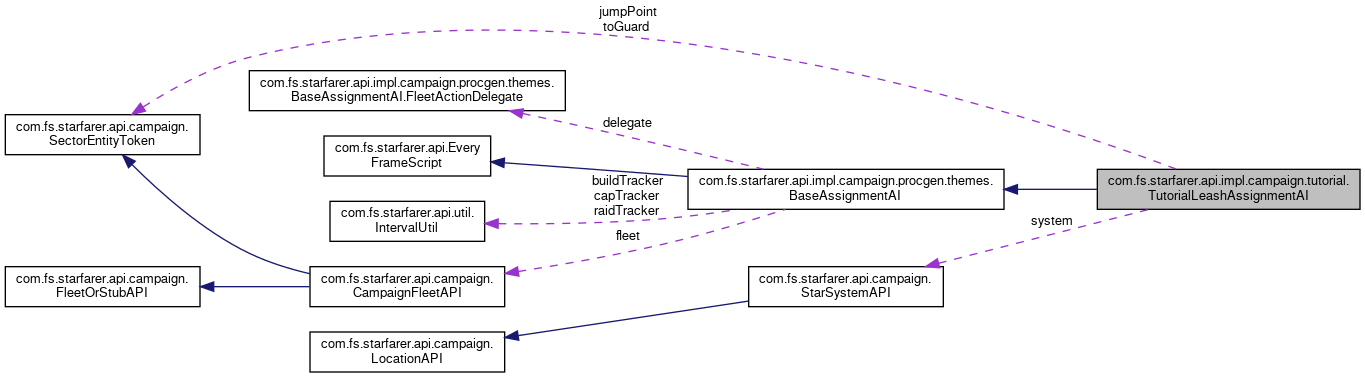 jumpPoint
toGuard
com.fs.starfarer.api.impl.campaign.procgen.themes.
BaseAssignmentAI.FleetActionDelegate
com.fs.starfarer.api.campaign.
SectorEntityToken
delegate
com.fs.starfarer.api.Every
FrameScript
buildTracker
capTracker
raidTracker
com.fs.starfarer.api.impl.campaign.procgen.themes.
BaseAssignmentAI
com.fs.starfarer.api.impl.campaign.tutorial.
TutorialLeashAssignmentAI
com.fs.starfarer.api.util.
IntervalUtil
system
fleet
com.fs.starfarer.api.campaign.
FleetOrStubAPI
com.fs.starfarer.api.campaign.
CampaignFleetAPI
com.fs.starfarer.api.campaign.
StarSystemAPI
com.fs.starfarer.api.campaign.
LocationAPI